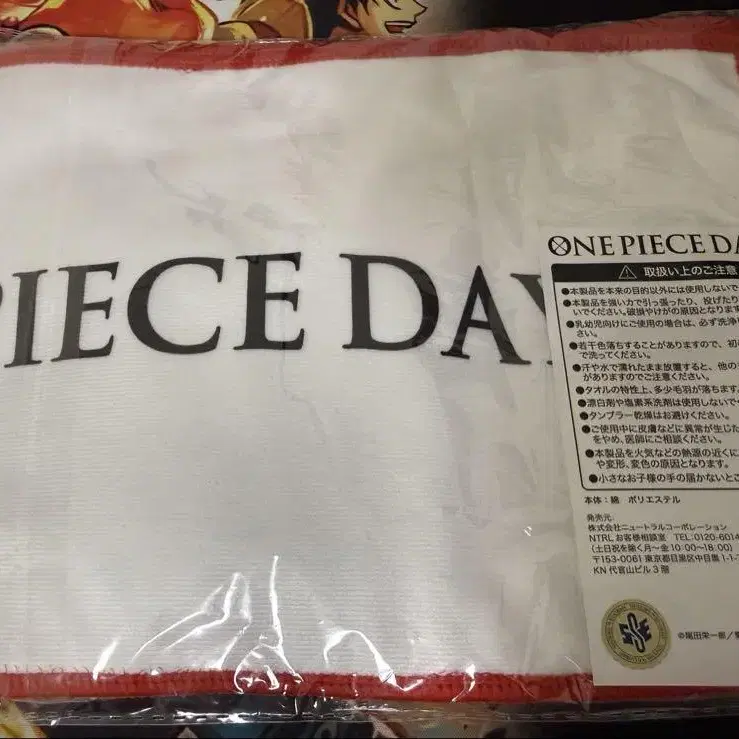 PIECE DAY
ONE PIECE DA
取扱い上のご注意
●本製品を本来の目的以外には使用しないで
●本製品を強い力で引っ張ったり、投げたり
いでください。破損やけがの原因となります
●乳幼児向けにご使用の場合は、必ず洗浄
さい。
●若干色落ちすることがありますので、初め
で洗ってください。
●汗や水で濡れたまま放置すると、他の
がありますのでご注意ください。
●タオルの特性上、多少毛羽が落ちます。
●漂白剤や塩素系洗剤は使用しないで
●タンブラー乾燥はお避けください。
●ご使用中に皮膚などに異常が生じた
をやめ、医師にご相談ください。
●本製品を火気などの熱源の近くに
や変形、変色の原因となります。
●小さなお子様の手の届かないとこ
本体:綿 ポリエステル
発売元
株式会社ニュートラルコーポレーション
NTRL お客様相談室 TEL:0120-6014
(土日祝を除く月〜金 10:00~18:00)
〒153-0061 東京都目黒区中目黒 1-1-
KN 代官山ビル 3 階
©尾田栄一郎/集